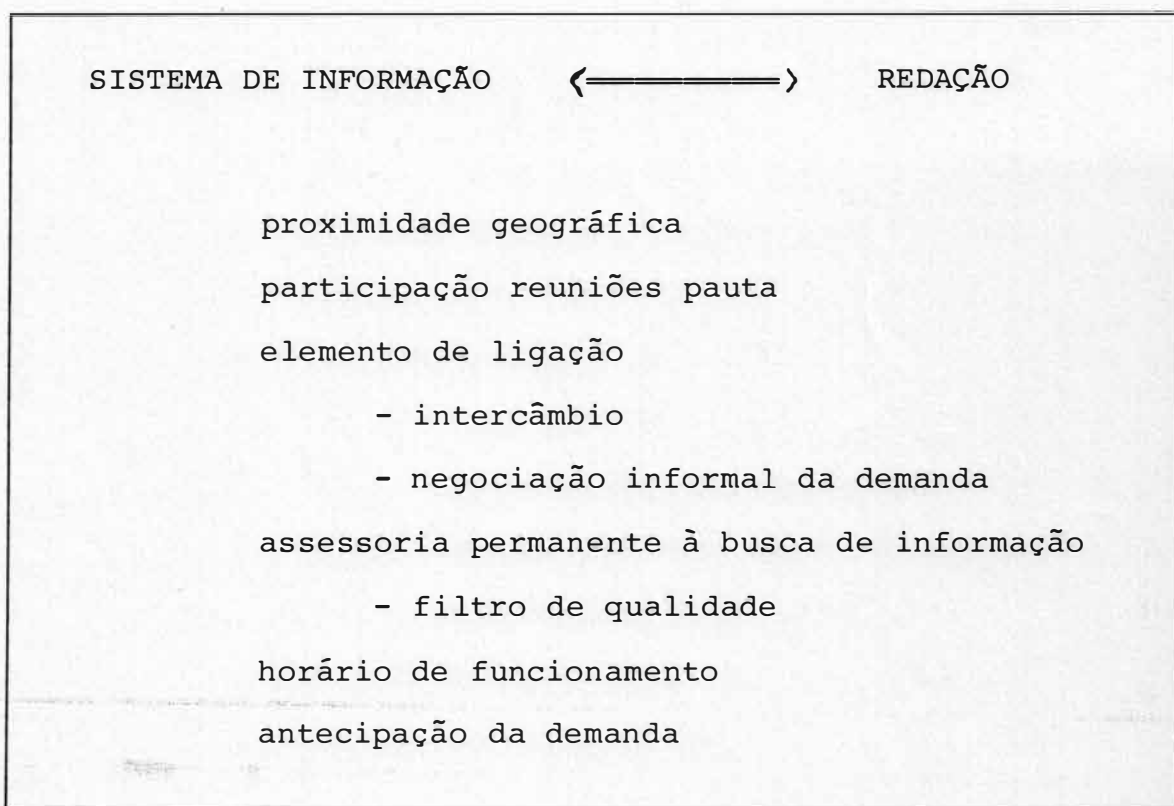 SISTEMA DE INFORMAÇÃO <=========> REDAÇÃO
proximidade geográfica
participação reuniões pauta
elemento de ligação
- intercâmbio
- negociação informal da demanda
assessoria permanente à busca de informação
- filtro de qualidade
horário de funcionamento
antecipação da demanda